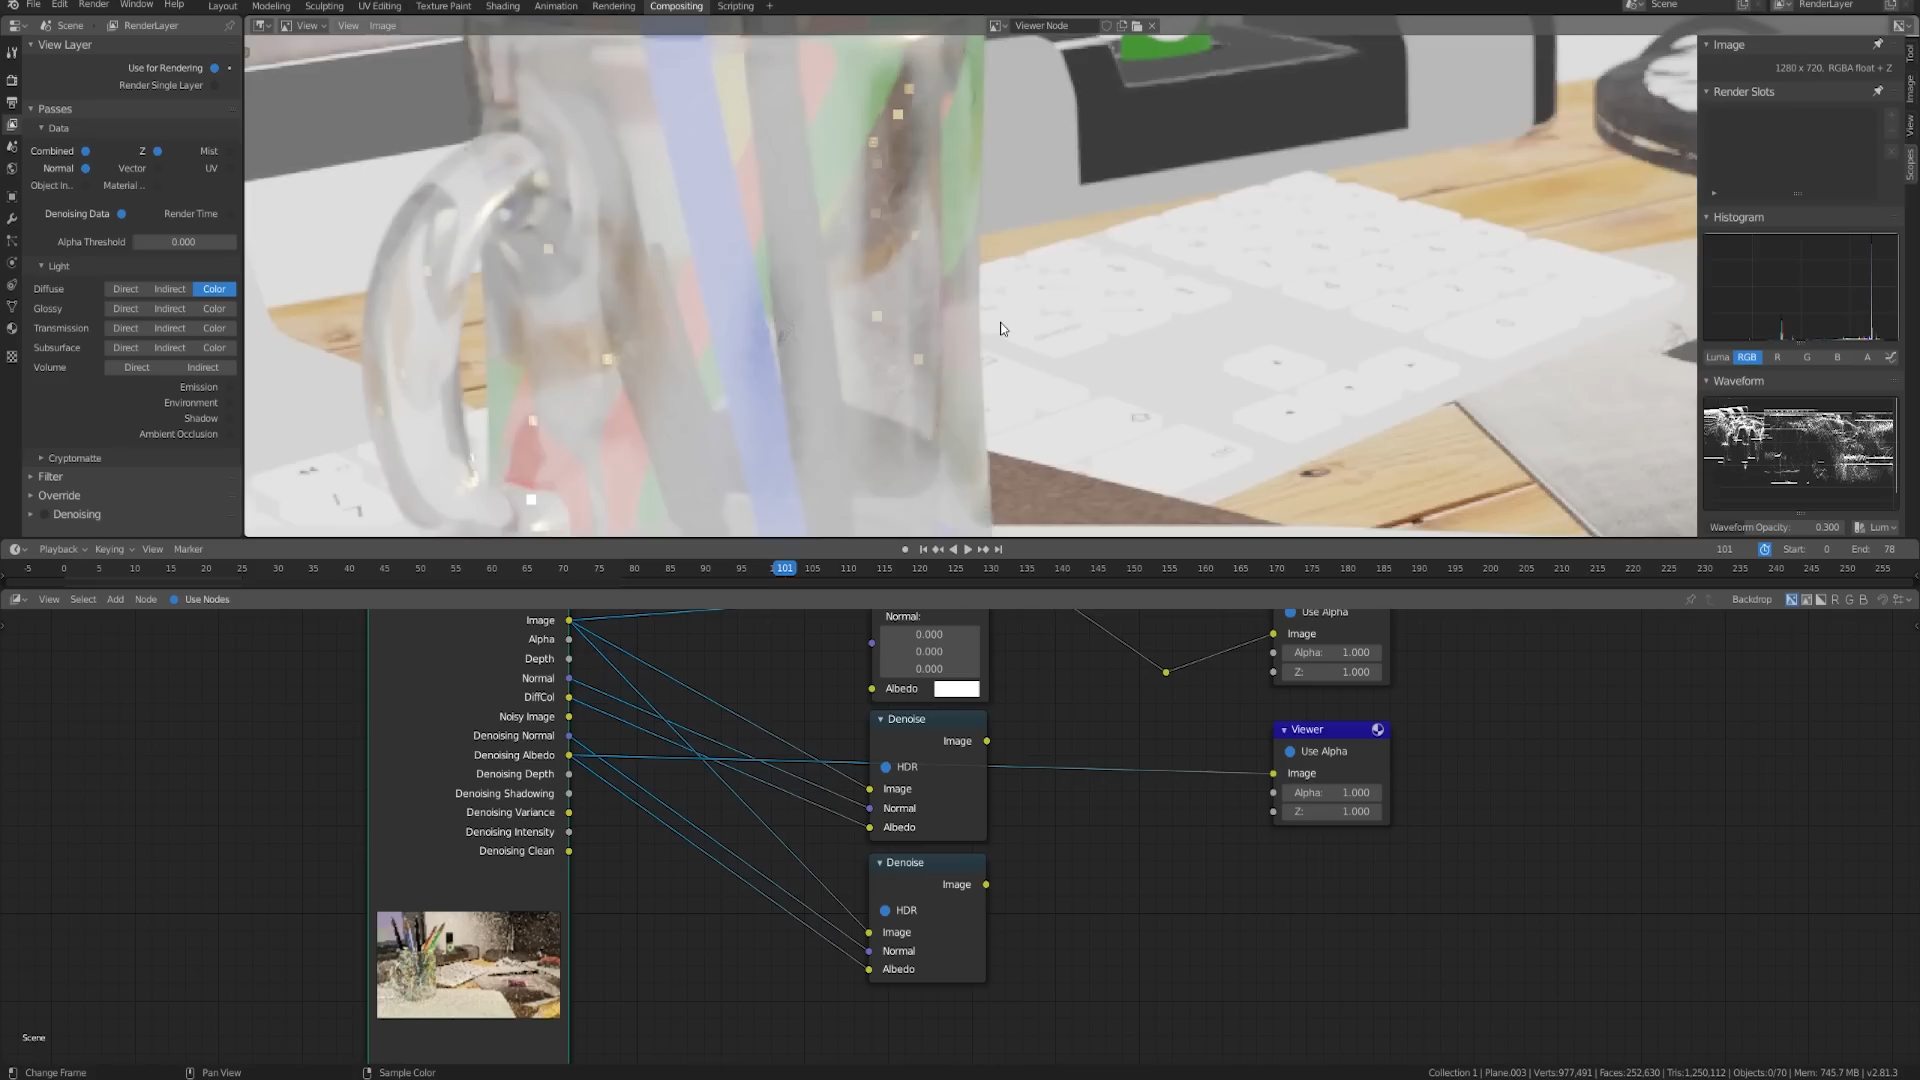 File Edit Render Window Help Layout Modeling Sculpting UV Editing Texture Paint Shading Animation Rendering Compositing Scripting + Scene RenderLayer
Scene RenderLayer View View Image Viewer Node
View Layer
Use for Rendering
Render Single Layer
Passes
Data
Combined Z Mist
Normal Vector UV
Object In.. Material ..
Denoising Data Render Time
Alpha Threshold 0.000
Light
Diffuse Direct Indirect Color
Glossy Direct Indirect Color
Transmission Direct Indirect Color
Subsurface Direct Indirect Color
Volume Direct Indirect
Emission
Environment
Shadow
Ambient Occlusion
Cryptomatte
Filter
Override
Denoising
Image
1280 x 720, RGBA float + Z
Render Slots
Histogram
Luma RGB R G B A
Waveform
Waveform Opacity: 0.300 Lum
Tool
Image
View
Scopes
Playback Keying View Marker 101 Start: 0 End: 78
-5 0 5 10 15 20 25 30 35 40 45 50 55 60 65 70 75 80 85 90 95 101 105 110 115 120 125 130 135 140 145 150 155 160 165 170 175 180 185 190 195 200 205 210 215 220 225 230 235 240 245 250 255
View Select Add Node Use Nodes Backdrop R G B
Image
Alpha
Depth
Normal
DiffCol
Noisy Image
Denoising Normal
Denoising Albedo
Denoising Depth
Denoising Shadowing
Denoising Variance
Denoising Intensity
Denoising Clean
Normal:
0.000
0.000
0.000
Albedo
Denoise
Image
HDR
Image
Normal
Albedo
Denoise
Image
HDR
Image
Normal
Albedo
Use Alpha
Image
Alpha: 1.000
Z: 1.000
Viewer
Use Alpha
Image
Alpha: 1.000
Z: 1.000
Scene
Change Frame Pan View Sample Color Collection 1 | Plane.003 | Verts:977,491 | Faces:252,630 | Tris:1,250,112 | Objects:0/70 | Mem: 745.7 MB | v2.81.3